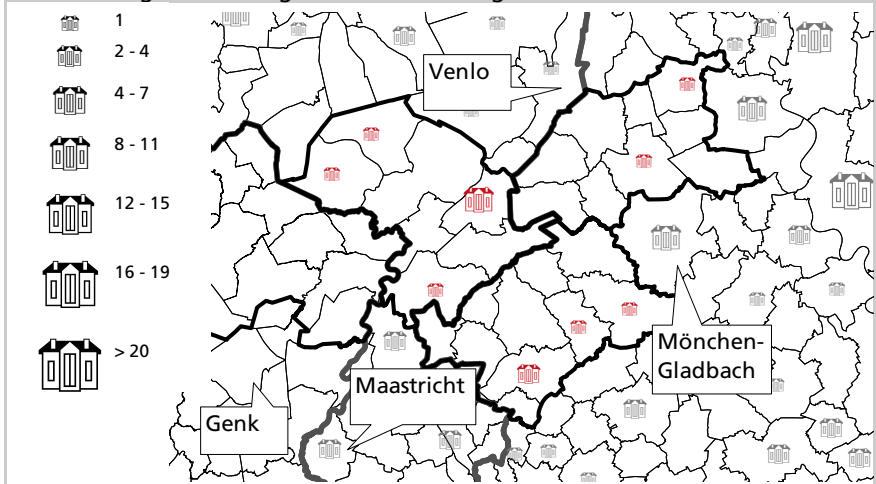 1
2 - 4
4 - 7
8 - 11
12 - 15
16 - 19
> 20
Venlo
Mönchen-
Gladbach
Maastricht
Genk